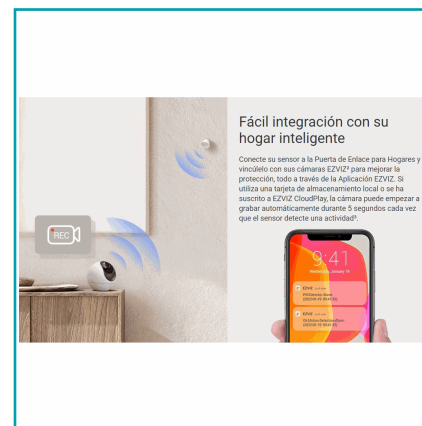 Fácil integración con su
hogar inteligente
Conecte su sensor a la Puerta de Enlace para Hogares y
vincúlelo con sus cámaras EZVIZ² para mejorar la
protección, todo a través de la Aplicación EZVIZ. Si
utiliza una tarjeta de almacenamiento local o se ha
suscrito a EZVIZ CloudPlay, la cámara puede empezar a
grabar automáticamente durante 5 segundos cada vez
que el sensor detecte una actividad³.
REC
9:41
EZVIZ
EZVIZ